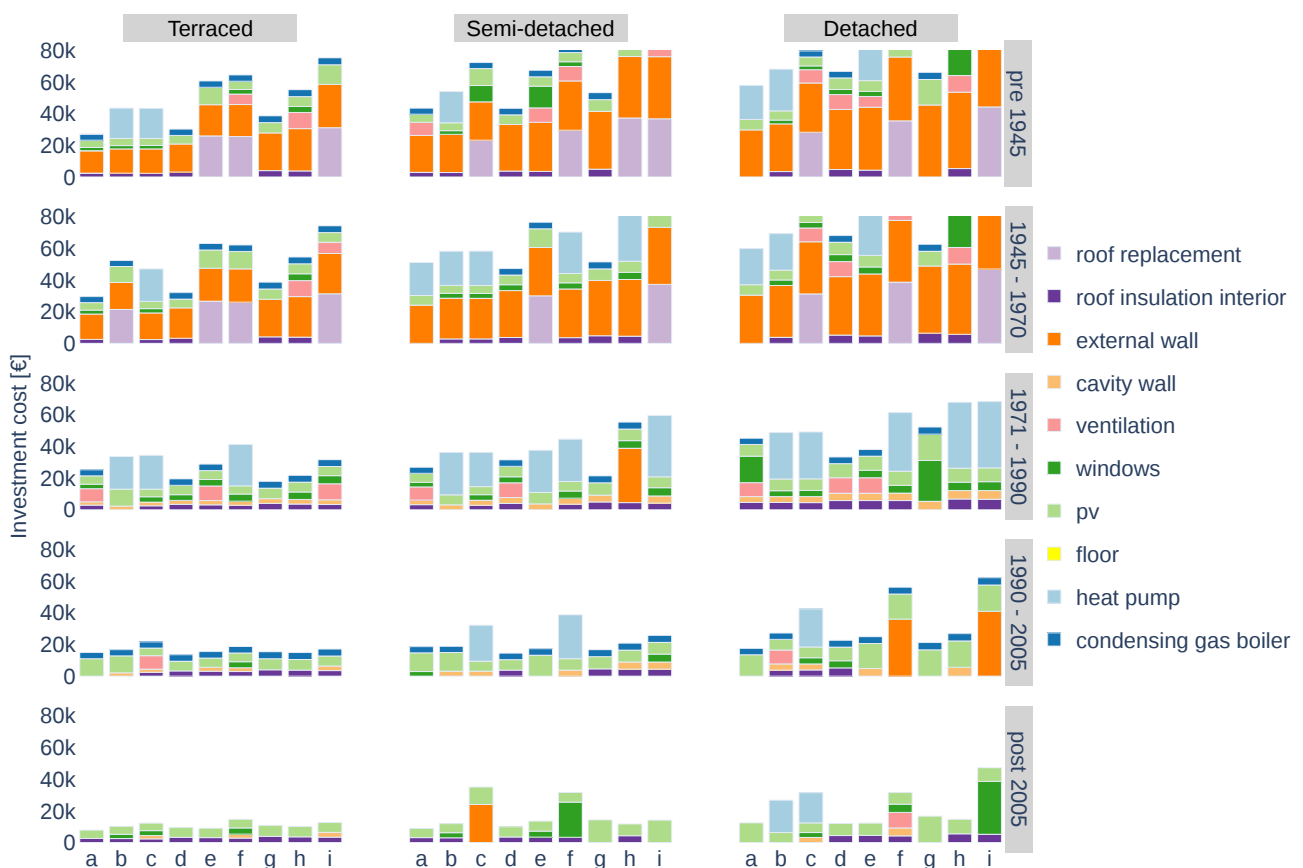 Terraced
Semi-detached
Detached
80k
60k
40k
20k
0
pre 1945
80k
60k
40k
20k
0
1945 - 1970
80k
60k
40k
20k
0
1971 - 1990
80k
60k
40k
20k
0
1990 - 2005
80k
60k
40k
20k
0
post 2005
Investment cost [€]
a b c d e f g h i
a b c d e f g h i
a b c d e f g h i
roof replacement
roof insulation interior
external wall
cavity wall
ventilation
windows
pv
floor
heat pump
condensing gas boiler